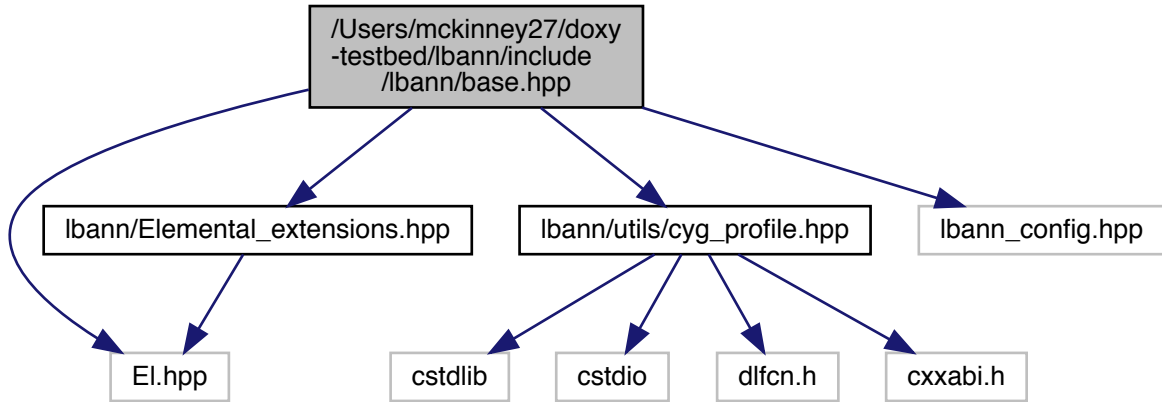 /Users/mckinney27/doxy
-testbed/lbann/include
/lbann/base.hpp
lbann/Elemental_extensions.hpp
lbann/utils/cyg_profile.hpp
lbann_config.hpp
El.hpp
cstdlib
cstdio
dlfcn.h
cxxabi.h